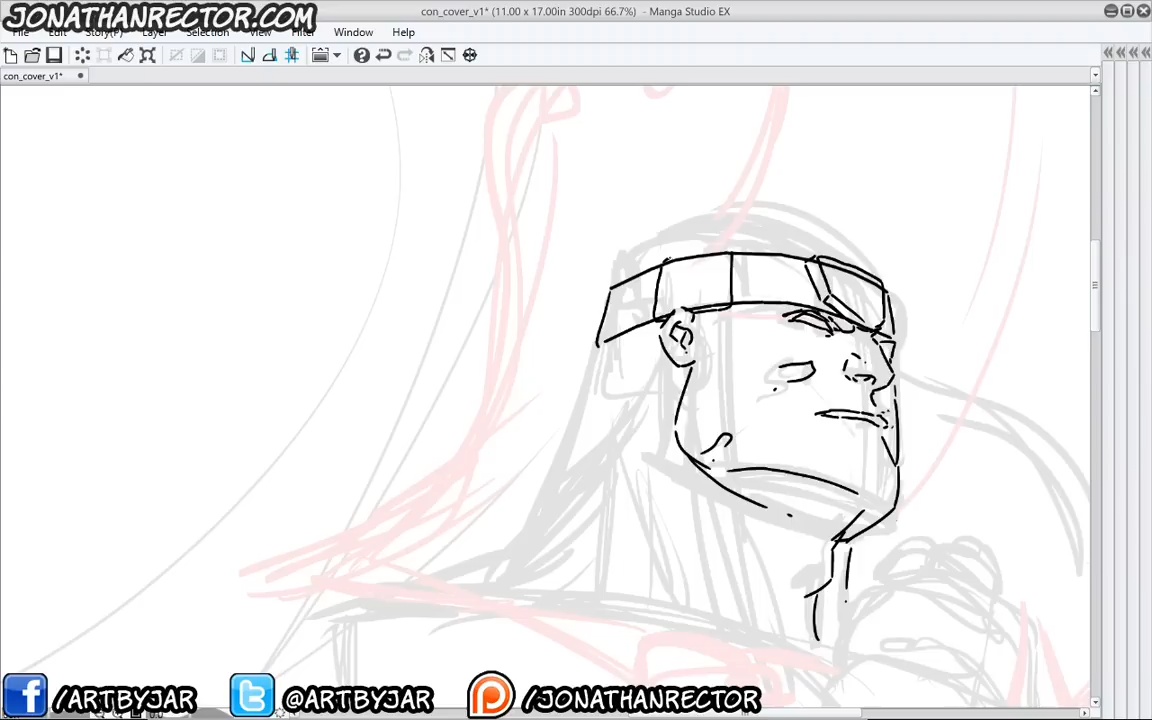 JONATHANRECTOR.COM
con_cover_v1* (11.00 x 17.00in 300dpi 66.7%) - Manga Studio EX
File Edit Story(P) Layer Selection View Filter Window Help
con_cover_v1*
/ARTBYJAR @ARTBYJAR /JONATHANRECTOR